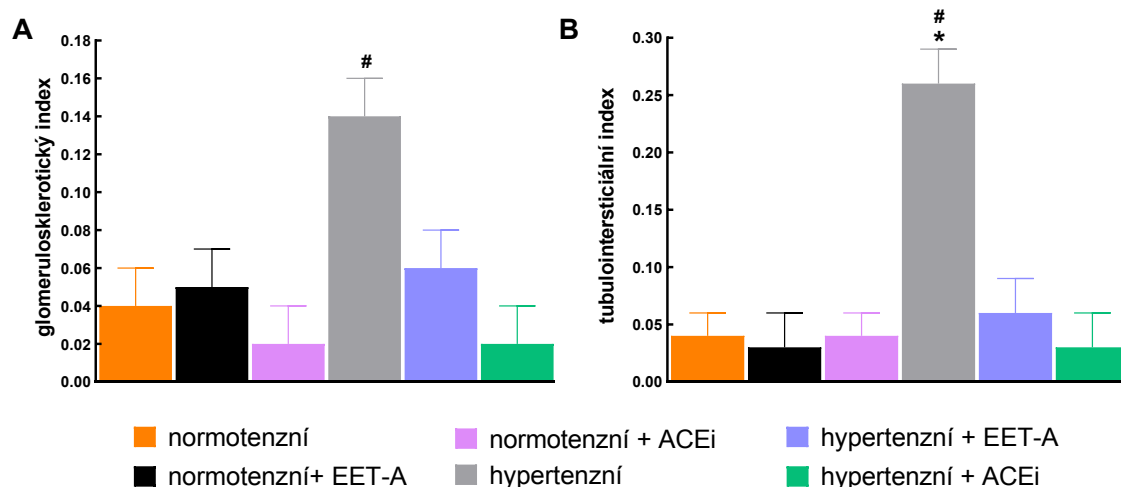 A
glomerulosklerotický index
0.18
0.16
0.14
0.12
0.10
0.08
0.06
0.04
0.02
0.00
#
B
tubulointersticiální index
0.30
0.25
0.20
0.15
0.10
0.05
0.00
#
*
normotenzní
normotenzní + ACEi
hypertenzní + EET-A
normotenzní+ EET-A
hypertenzní
hypertenzní + ACEi